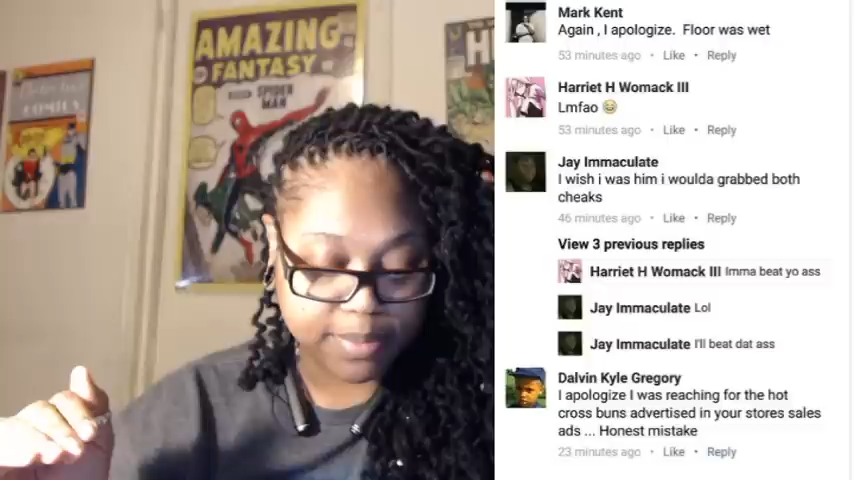 Detective
COMICS
AMAZING
FANTASY
SPIDER
MAN
H
Mark Kent
Again , I apologize. Floor was wet
53 minutes ago • Like • Reply
Harriet H Womack III
Lmfao 😂
53 minutes ago • Like • Reply
Jay Immaculate
I wish i was him i woulda grabbed both
cheaks
46 minutes ago • Like • Reply
View 3 previous replies
Harriet H Womack III Imma beat yo ass
Jay Immaculate Lol
Jay Immaculate I'll beat dat ass
Dalvin Kyle Gregory
I apologize I was reaching for the hot
cross buns advertised in your stores sales
ads ... Honest mistake
23 minutes ago • Like • Reply